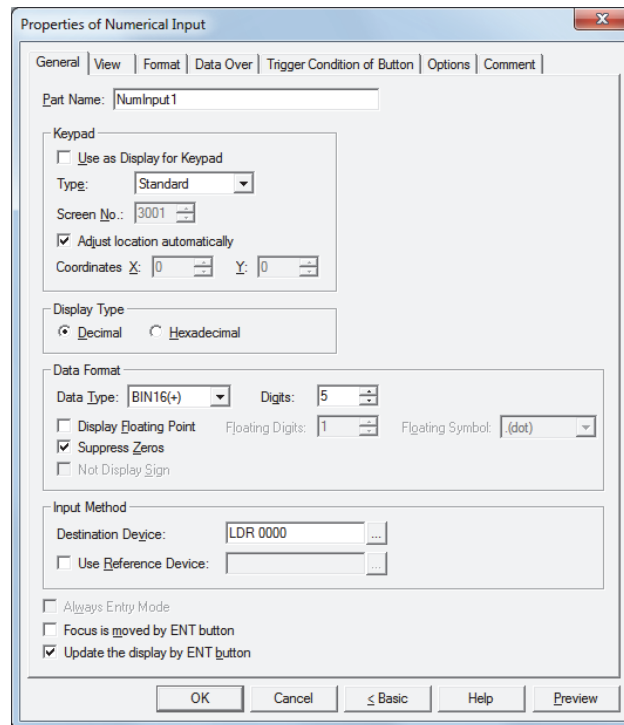 Properties of Numerical Input
General View Format Data Over Trigger Condition of Button Options Comment
Part Name: NumInput1
Keypad
Use as Display for Keypad
Type: Standard
Screen No.: 3001
Adjust location automatically
Coordinates X: 0 Y: 0
Display Type
Decimal Hexadecimal
Data Format
Data Type: BIN16(+) Digits: 5
Display Floating Point Floating Digits: 1 Floating Symbol: .(dot)
Suppress Zeros
Not Display Sign
Input Method
Destination Device: LDR 0000 ...
Use Reference Device: ...
Always Entry Mode
Focus is moved by ENT button
Update the display by ENT button
OK Cancel < Basic Help Preview